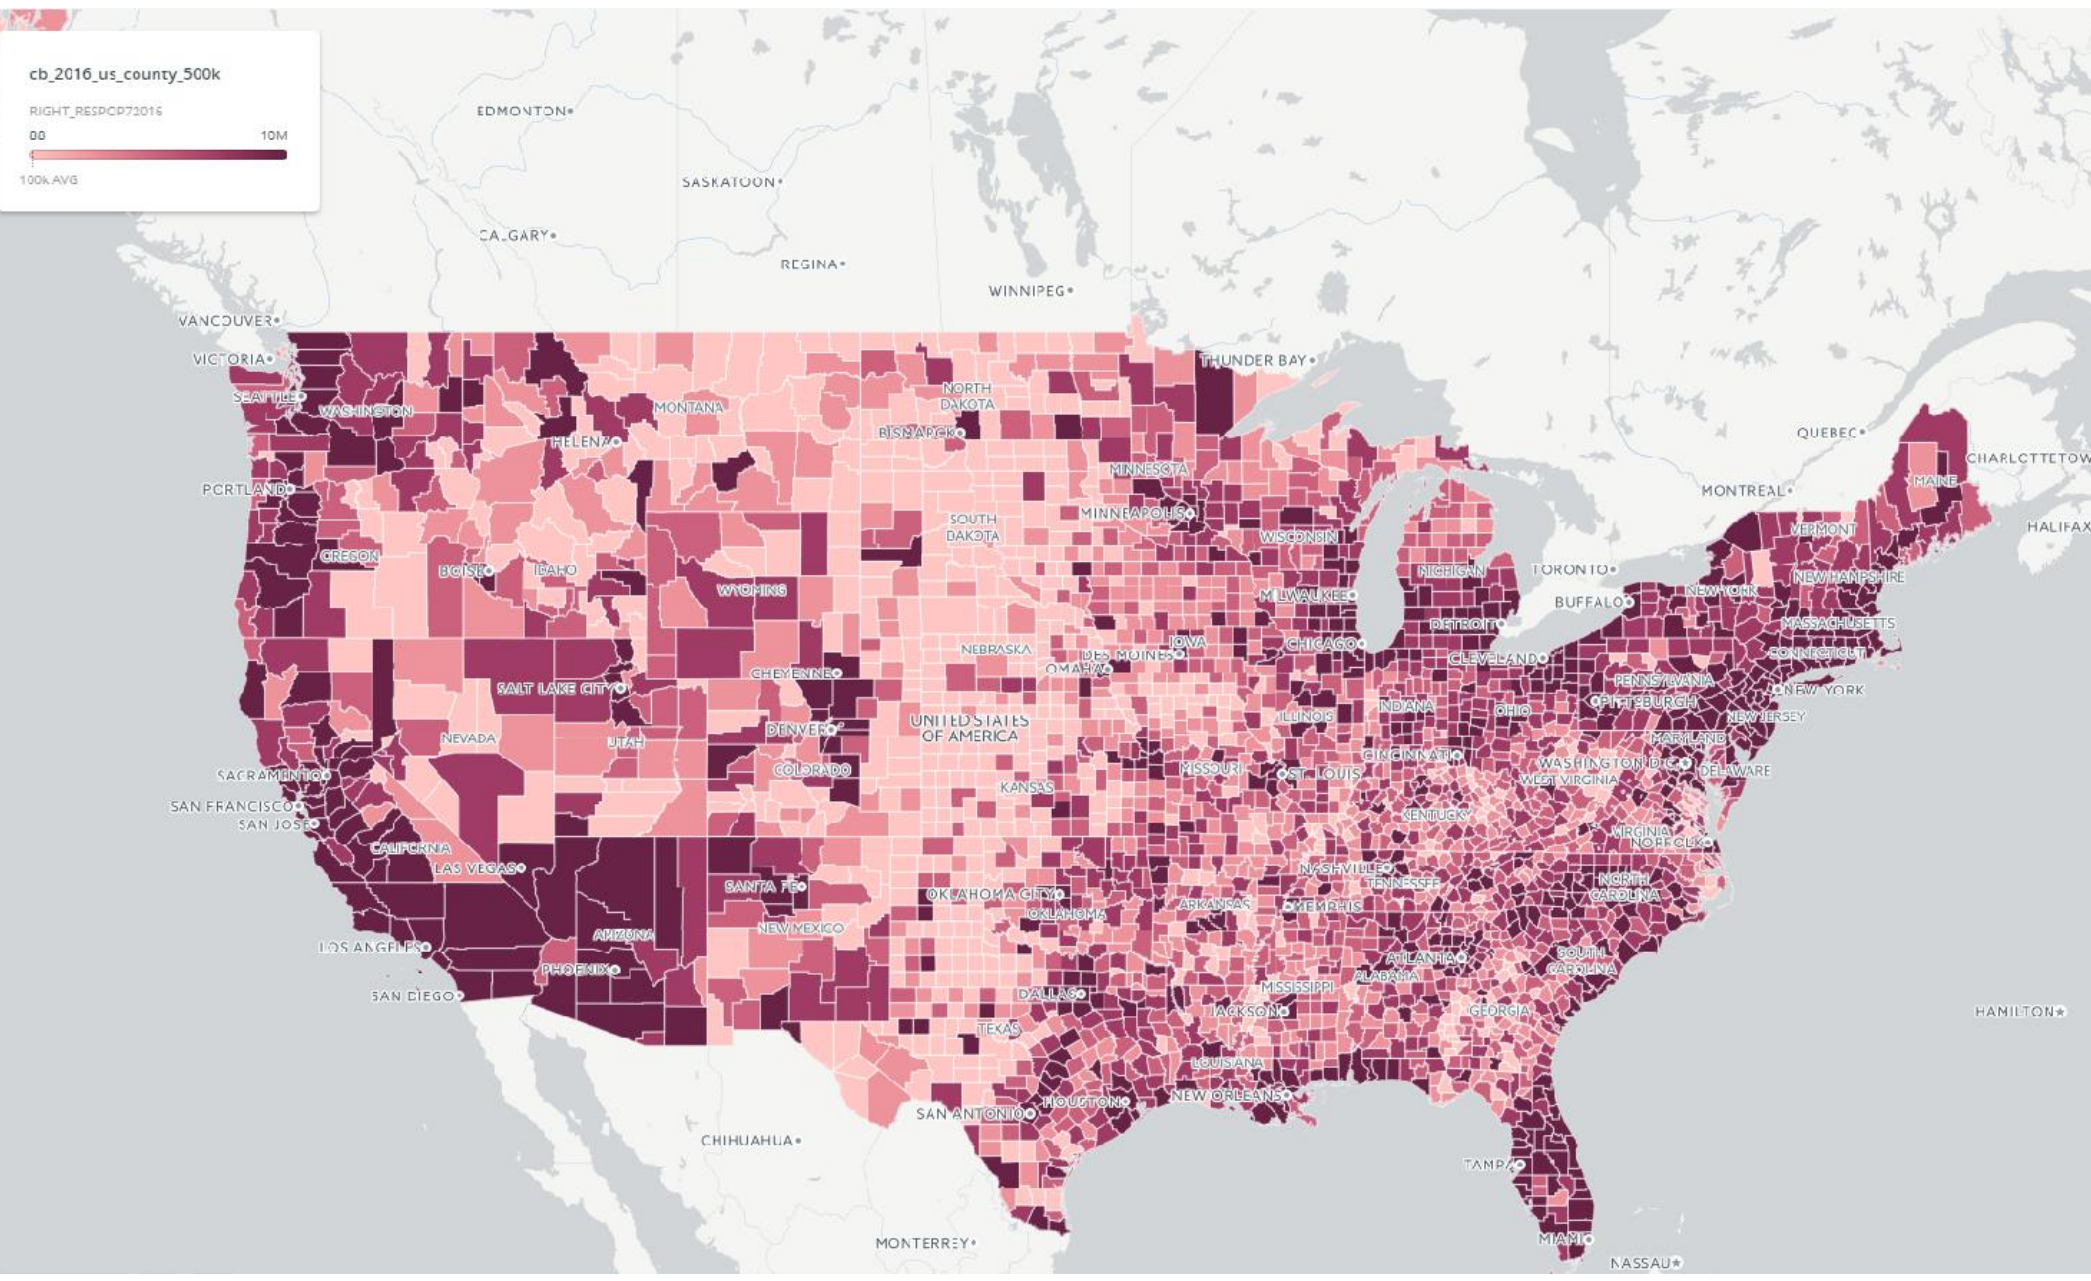 cb_2016_us_county_500k
RIGHT_RESPOP72016
88
10M
100k AVG
EDMONTON
SASKATOON
CALGARY
REGINA
WINNIPEG
VANCOUVER
VICTORIA
THUNDER BAY
SEATTLE
WASHINGTON
MONTANA
NORTH
DAKOTA
HELENA
BISMARCK
QUEBEC
CHARLOTTETOW
MINNESOTA
MAINE
PORTLAND
MONTREAL
MINNEAPOLIS
SOUTH
DAKOTA
HALIFAX
VERMONT
WISCONSIN
OREGON
BOISE
IDAHO
MICHIGAN
TORONTO
NEW HAMPSHIRE
WYOMING
MILWAUKEE
BUFFALO
NEW YORK
DETROIT
MASSACHUSETTS
IOWA
CHICAGO
NEBRASKA
DES MOINES
CLEVELAND
CONNECTICUT
OMAHA
CHEYENNE
PENNSYLVANIA
SALT LAKE CITY
NEW YORK
PITTSBURGH
INDIANA
OHIO
ILLINOIS
NEW JERSEY
UNITED STATES
OF AMERICA
DENVER
NEVADA
UTAH
MARYLAND
CINCINNATI
WASHINGTON D.C.
COLORADO
MISSOURI
ST. LOUIS
DELAWARE
SACRAMENTO
WEST VIRGINIA
KANSAS
SAN FRANCISCO
KENTUCKY
SAN JOSE
VIRGINIA
NORFOLK
CALIFORNIA
LAS VEGAS
NASHVILLE
TENNESSEE
NORTH
CAROLINA
SANTA FE
OKLAHOMA CITY
OKLAHOMA
ARKANSAS
MEMPHIS
NEW MEXICO
ARIZONA
LOS ANGELES
ATLANTA
SOUTH
CAROLINA
PHOENIX
ALABAMA
MISSISSIPPI
SAN DIEGO
DALLAS
JACKSON
GEORGIA
HAMILTON
TEXAS
LOUISIANA
NEW ORLEANS
HOUSTON
SAN ANTONIO
CHIHUAHUA
TAMPA
MONTERREY
MIAMI
NASSAU